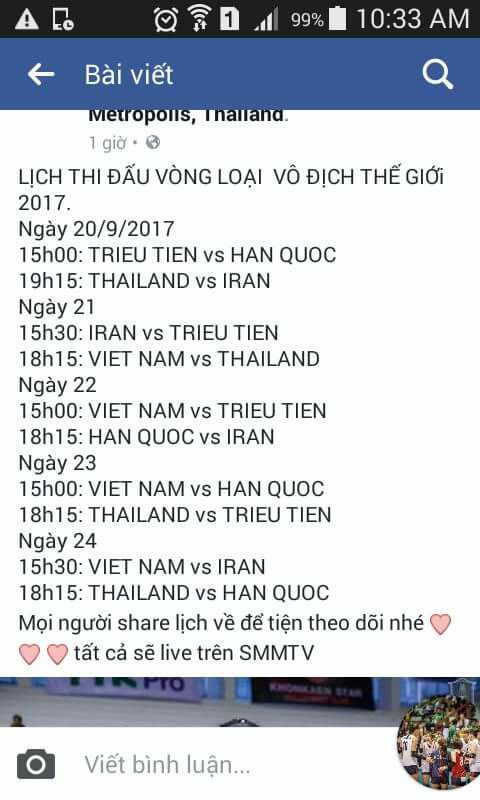 99% 10:33 AM
Bài viết
Metropolis, Thailand.
1 giờ
LỊCH THI ĐẤU VÒNG LOẠI VÔ ĐỊCH THẾ GIỚi
2017.
Ngày 20/9/2017
15h00: TRIEU TIEN vs HAN QUOC
19h15: THAILAND vs IRAN
Ngày 21
15h30: IRAN vs TRIEU TIEN
18h15: VIET NAM vs THAILAND
Ngày 22
15h00: VIET NAM vs TRIEU TIEN
18h15: HAN QUOC vs IRAN
Ngày 23
15h00: VIET NAM vs HAN QUOC
18h15: THAILAND vs TRIEU TIEN
Ngày 24
15h30: VIET NAM vs IRAN
18h15: THAILAND vs HAN QUOC
Mọi người share lịch về để tiện theo dõi nhé
tất cả sẽ live trên SMMTV
Pro
KHONKAEN STAR
Viết bình luận...